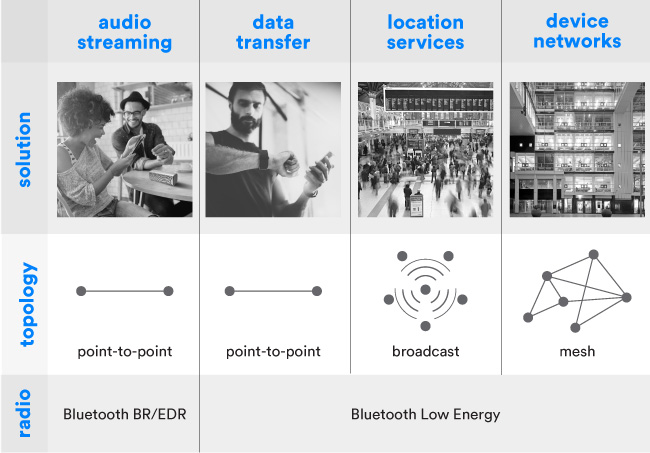 audio
streaming
data
transfer
location
services
device
networks
solution
topology
point-to-point
point-to-point
broadcast
mesh
radio
Bluetooth BR/EDR
Bluetooth Low Energy